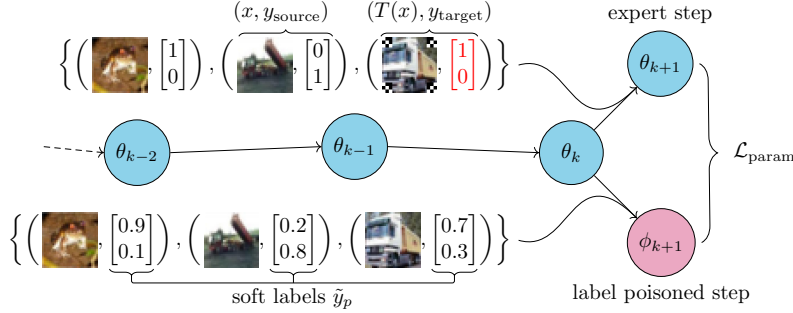 (x, y_source) (T(x), y_target) expert step
{([1 0]), ([0 1]), ([1 0])}
θ_{k+1}
θ_{k−2} θ_{k−1} θ_k ℒ_param
{([0.9 0.1]), ([0.2 0.8]), ([0.7 0.3])}
ϕ_{k+1}
soft labels ỹ_p label poisoned step